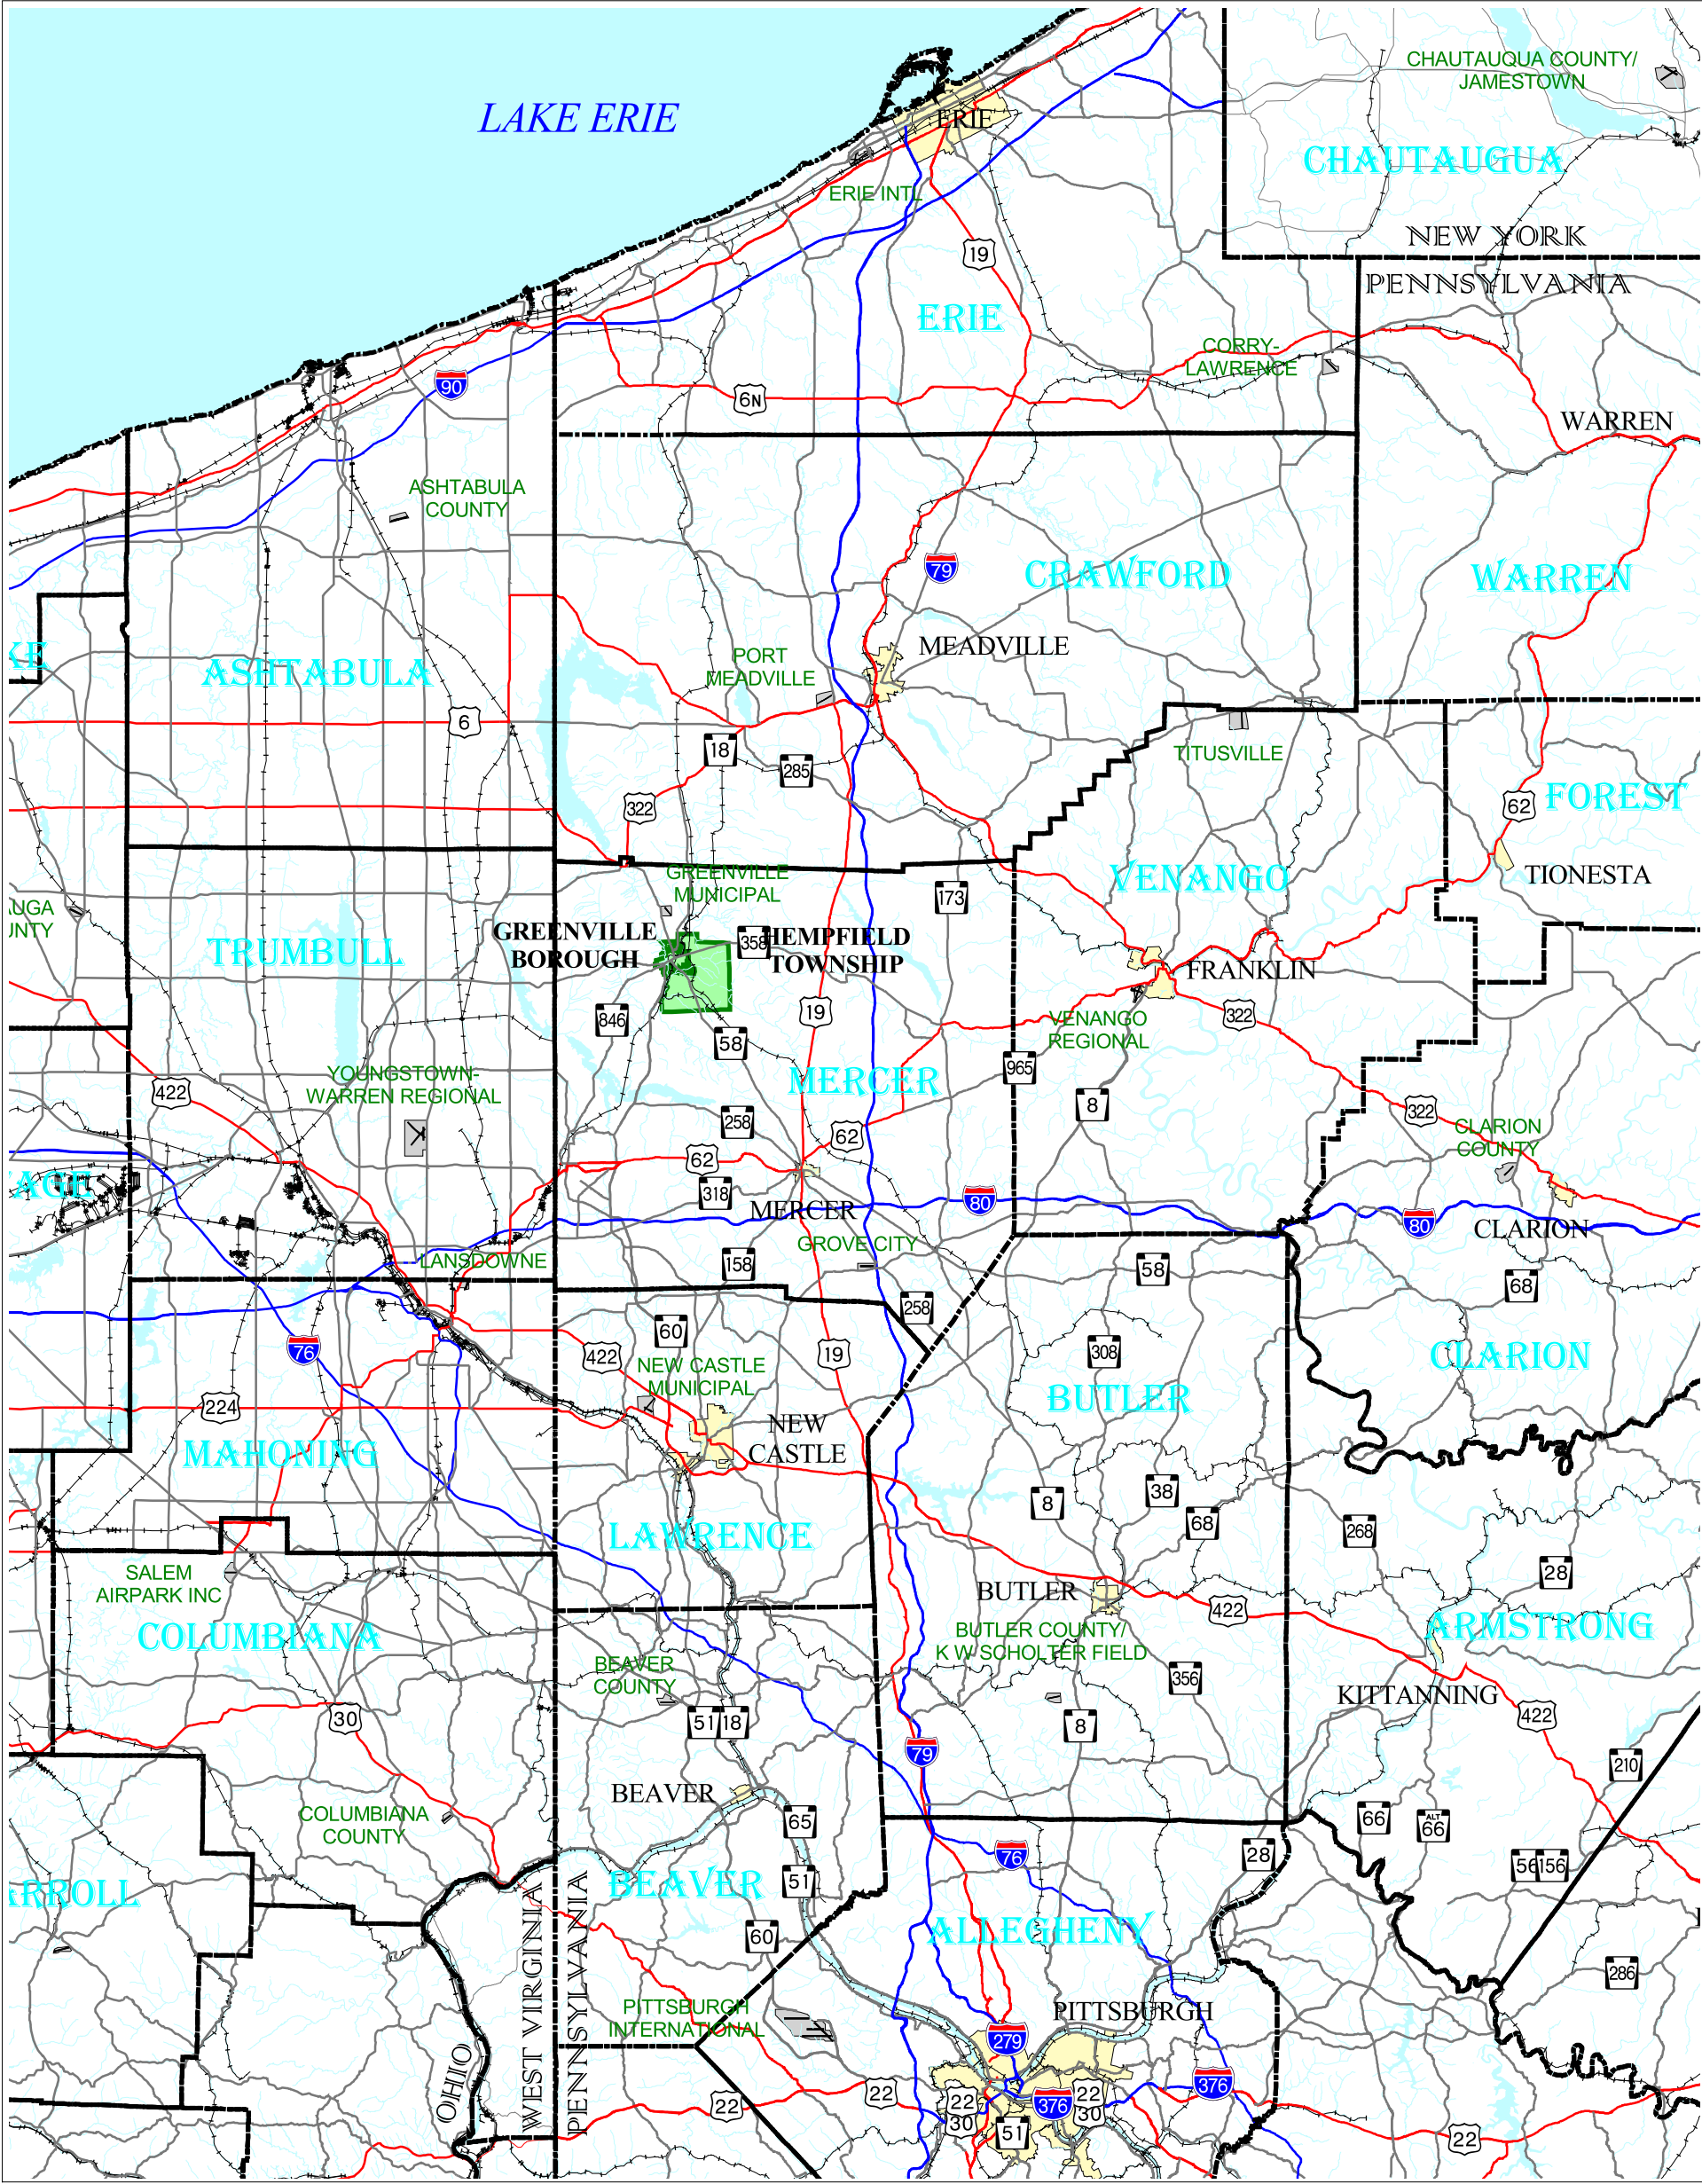 CHAUTAUQUA COUNTY/
JAMESTOWN
LAKE ERIE
ERIE
CHAUTAUGUA
ERIE INTL
NEW YORK
19
PENNSYLVANIA
ERIE
CORRY-
LAWRENCE
90
6N
WARREN
ASHTABULA
COUNTY
79
CRAWFORD
WARREN
MEADVILLE
KE
ASHTABULA
PORT
MEADVILLE
6
18
TITUSVILLE
285
322
62
FOREST
GREENVILLE
MUNICIPAL
VENANGO
TIONESTA
173
AUGA
UNTY
GREENVILLE
BOROUGH
358
HEMPFIELD
TOWNSHIP
TRUMBULL
FRANKLIN
19
846
322
VENANGO
REGIONAL
58
965
YOUNGSTOWN-
WARREN REGIONAL
MERCER
422
8
322
258
62
CLARION
COUNTY
62
AGE
318
80
MERCER
80
CLARION
GROVE CITY
LANSDOWNE
158
58
68
258
60
76
422
19
308
CLARION
NEW CASTLE
MUNICIPAL
224
BUTLER
NEW
CASTLE
MAHONING
8
38
68
LAWRENCE
268
SALEM
AIRPARK INC
28
BUTLER
422
COLUMBIANA
BUTLER COUNTY/
K W SCHOLTER FIELD
ARMSTRONG
BEAVER
COUNTY
356
KITTANNING
30
51
18
8
422
79
210
BEAVER
COLUMBIANA
COUNTY
65
66
ALT
66
28
76
56
156
RROLL
BEAVER
51
WEST VIRGINIA
PENNSYLVANIA
60
ALLEGHENY
286
PITTSBURGH
INTERNATIONAL
PITTSBURGH
279
OHIO
376
22
22
22
30
376
22
30
51
22